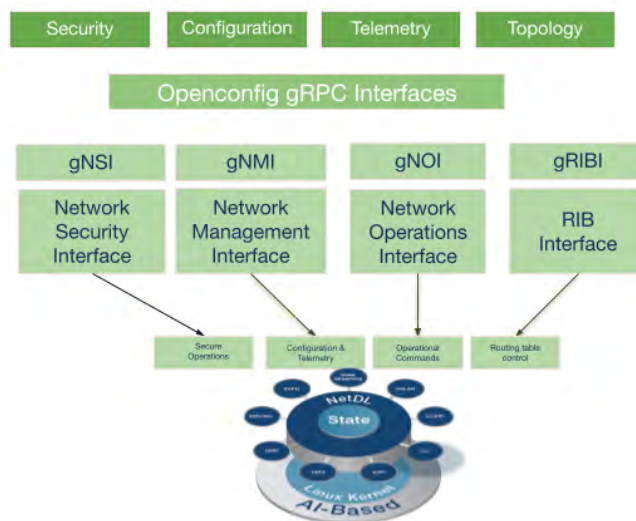 Security
Configuration
Telemetry
Topology
Openconfig gRPC Interfaces
gNSI
gNMI
gNOI
gRIBI
Network
Security
Interface
Network
Management
Interface
Network
Operations
Interface
RIB
Interface
Secure
Operations
Configuration &
Telemetry
Operational
Commands
Routing table
control
NetDL
State
Linux Kernel
AI-Based